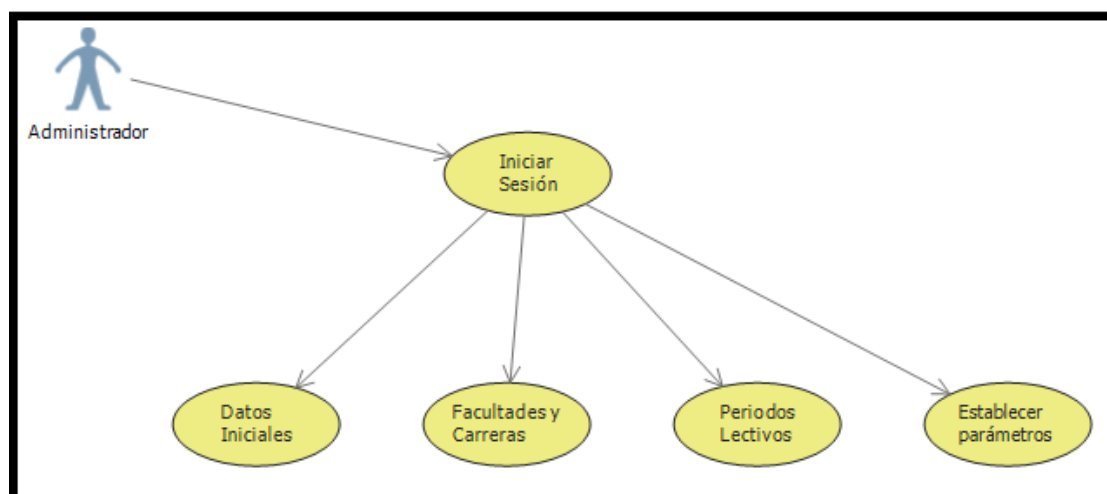 Administrador
Iniciar
Sesión
Datos
Iniciales
Facultades y
Carreras
Periodos
Lectivos
Establecer
parámetros